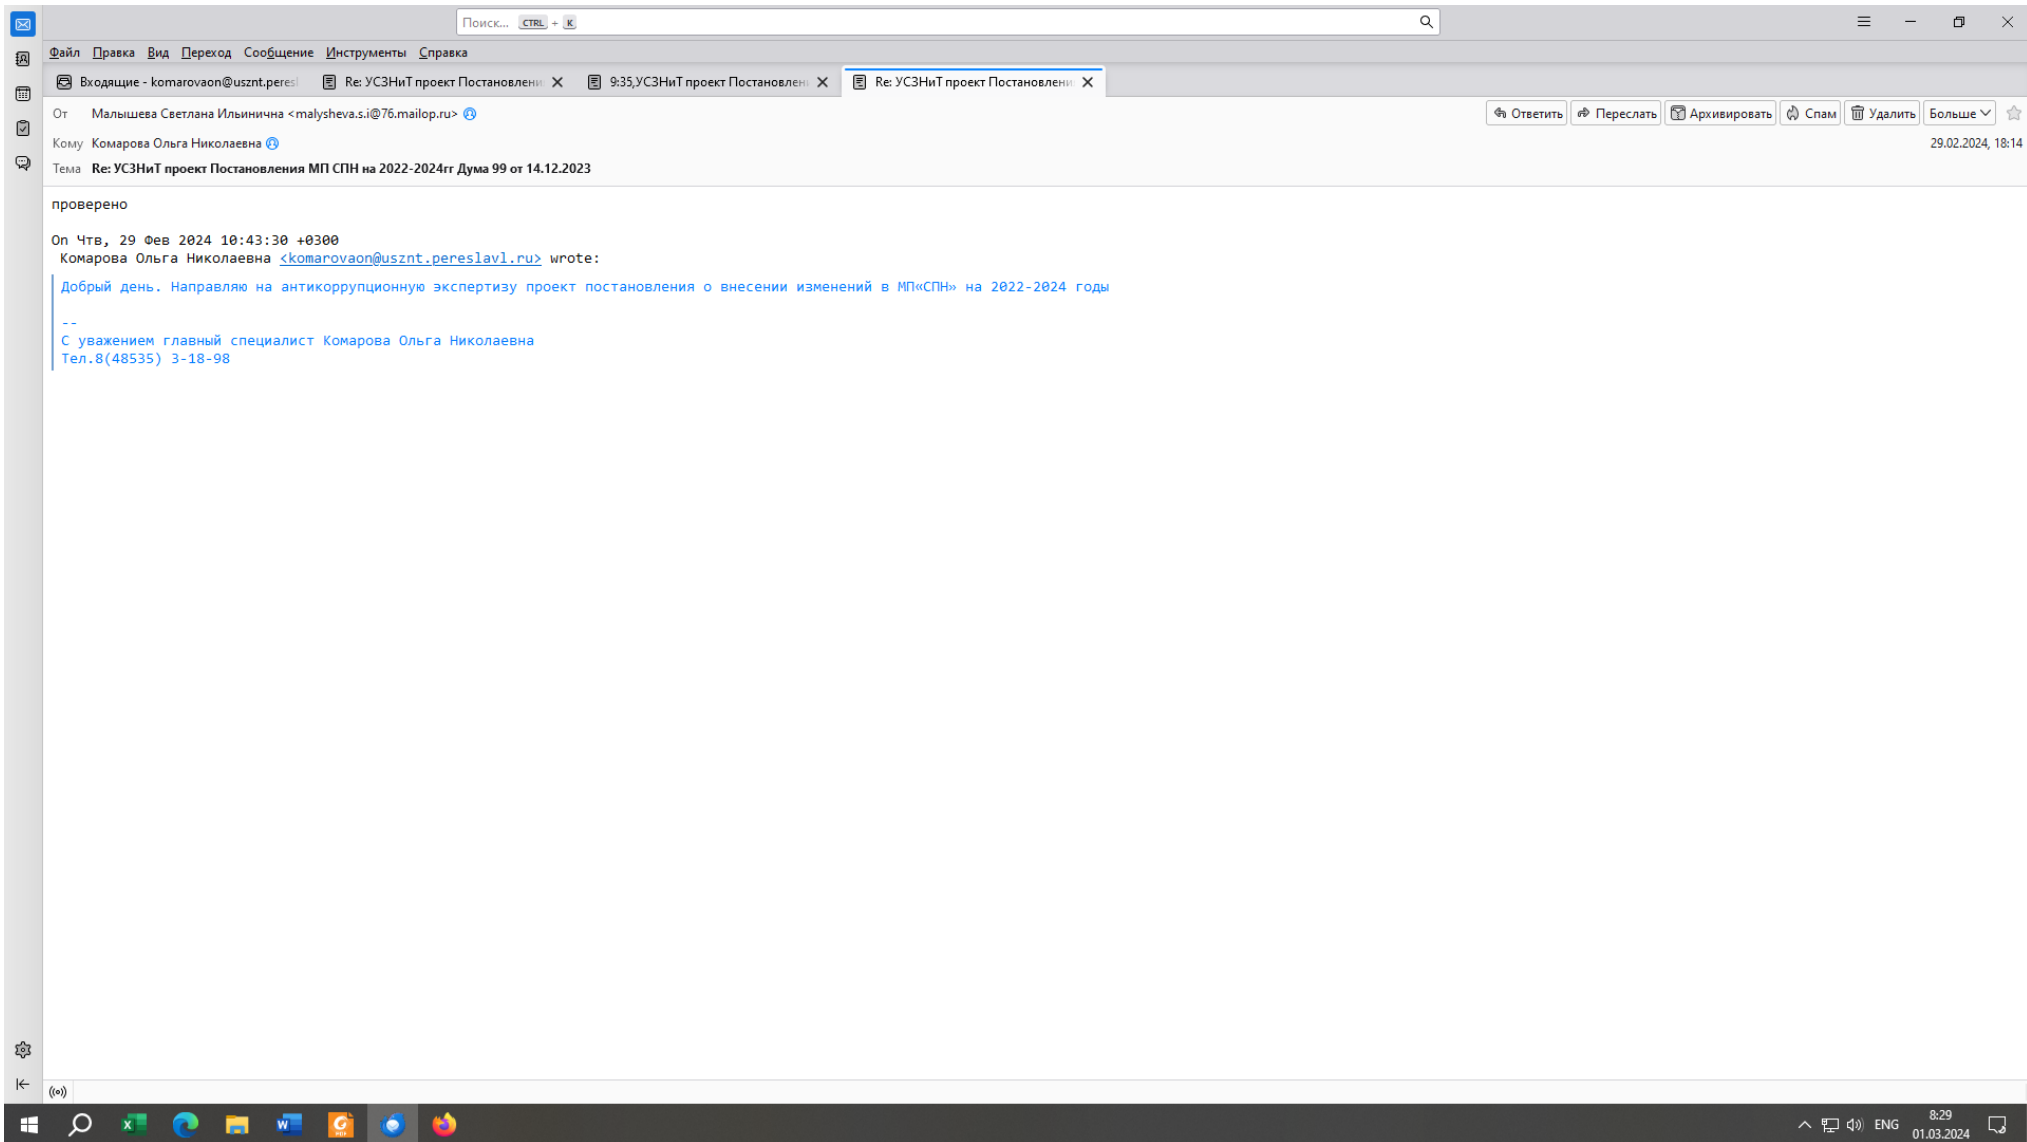 Поиск... CTRL + K
Файл Правка Вид Переход Сообщение Инструменты Справка
Входящие - komarovaon@usznt.peresl
Re: УСЗНиТ проект Постановлени
9:35,УСЗНиТ проект Постановлен
Re: УСЗНиТ проект Постановлени
От Малышева Светлана Ильинична <malysheva.s.i@76.mailop.ru>
Ответить Переслать Архивировать Спам Удалить Больше
Кому Комарова Ольга Николаевна
29.02.2024, 18:14
Тема Re: УСЗНиТ проект Постановления МП СПН на 2022-2024гг Дума 99 от 14.12.2023
проверено
On Чтв, 29 Фев 2024 10:43:30 +0300
Комарова Ольга Николаевна <komarovaon@usznt.pereslavl.ru> wrote:
Добрый день. Направляю на антикоррупционную экспертизу проект постановления о внесении изменений в МП«СПН» на 2022-2024 годы
--
С уважением главный специалист Комарова Ольга Николаевна
Тел.8(48535) 3-18-98
ENG
8:29
01.03.2024